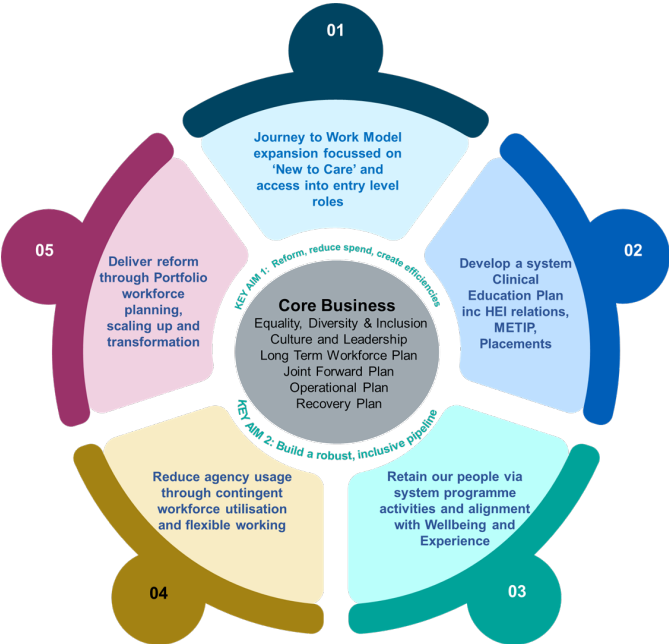 01
Journey to Work Model
expansion focussed on
‘New to Care’ and
access into entry level
roles
02
Develop a system
Clinical
Education Plan
inc HEI relations,
METIP,
Placements
03
Retain our people via
system programme
activities and alignment
with Wellbeing and
Experience
04
Reduce agency usage
through contingent
workforce utilisation
and flexible working
05
Deliver reform
through Portfolio
workforce
planning,
scaling up and
transformation
KEY AIM 1: Reform, reduce spend, create efficiencies
Core Business
Equality, Diversity & Inclusion
Culture and Leadership
Long Term Workforce Plan
Joint Forward Plan
Operational Plan
Recovery Plan
KEY AIM 2: Build a robust, inclusive pipeline